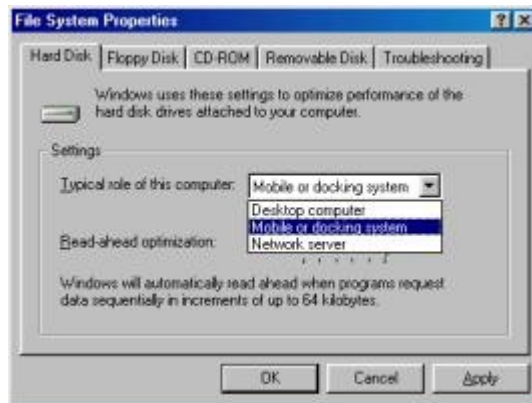 File System Properties
Hard Disk Floppy Disk CD-ROM Removable Disk Troubleshooting
Windows uses these settings to optimize performance of the
hard disk drives attached to your computer.
Settings
Typical role of this computer: Mobile or docking system
Desktop computer
Mobile or docking system
Network server
Read-ahead optimization:
Windows will automatically read ahead when programs request
data sequentially in increments of up to 64 kilobytes.
OK Cancel Apply